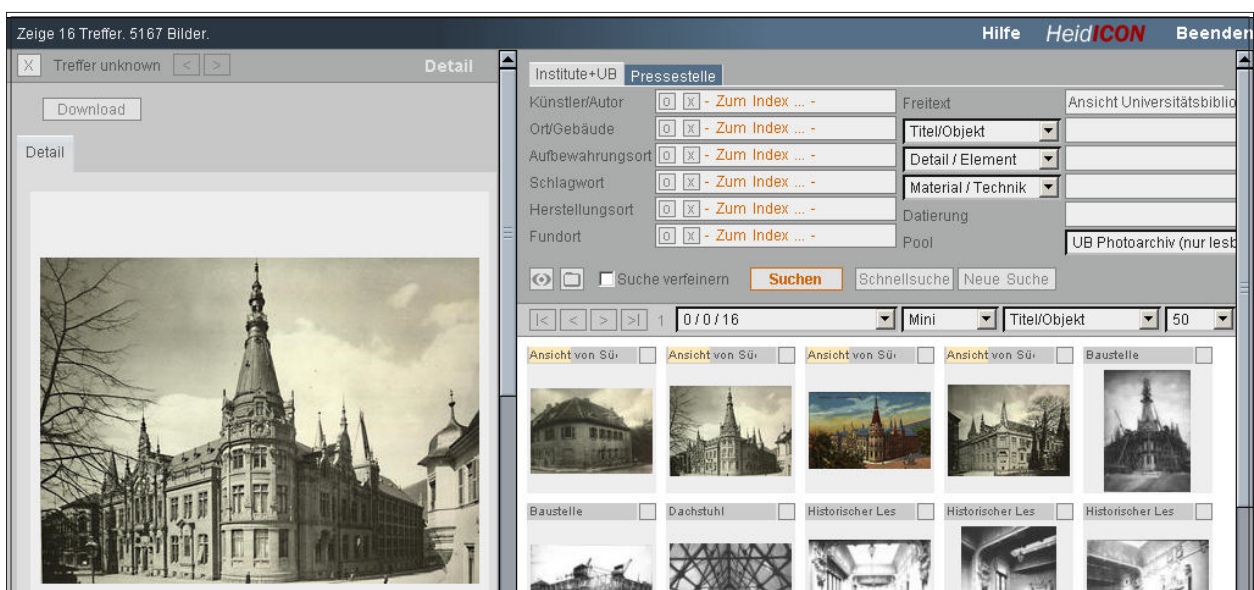 Zeige 16 Treffer. 5167 Bilder.
Hilfe HeidICON Beenden
X Treffer unknown < > Detail
Download
Detail
Institute+UB Pressestelle
Künstler/Autor O X - Zum Index ... - Freitext Ansicht Universitätsbiblio
Ort/Gebäude O X - Zum Index ... - Titel/Objekt
Aufbewahrungsort O X - Zum Index ... - Detail / Element
Schlagwort O X - Zum Index ... - Material / Technik
Herstellungsort O X - Zum Index ... - Datierung
Fundort O X - Zum Index ... - Pool UB Photoarchiv (nur lesb
Suche verfeinern Suchen Schnellsuche Neue Suche
|< < > >| 1 0 / 0 / 16 Mini Titel/Objekt 50
Ansicht von Sü Ansicht von Sü Ansicht von Sü Ansicht von Sü Baustelle
Baustelle Dachstuhl Historischer Les Historischer Les Historischer Les